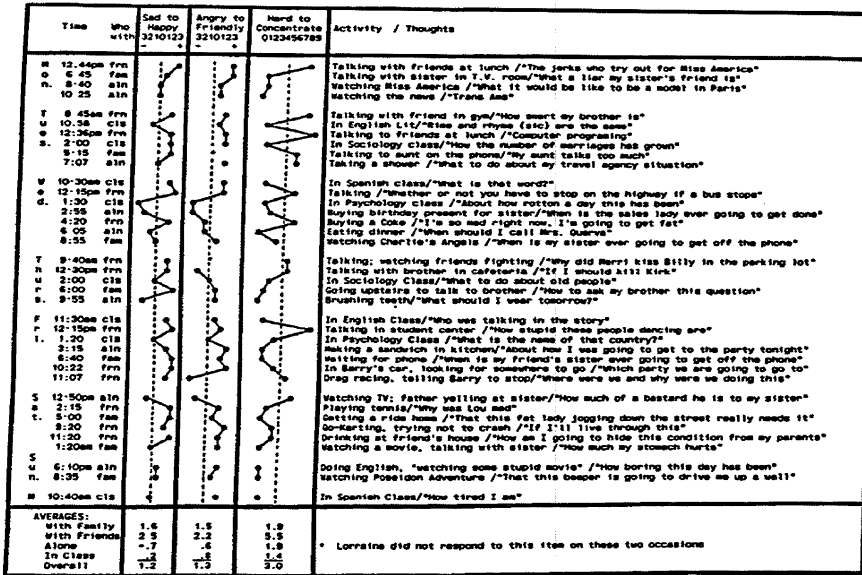 Time Who with Sad to Happy 3210123 - + Angry to Friendly 3210123 - + Hard to Concentrate 0123456789 Activity / Thoughts
M 12.44pm frn Talking with friends at lunch /"The jerks who try out for Miss America"
o 6 45 fam Talking with sister in T.V. room/"What a liar my sister's friend is"
n. 8-40 aln Watching Miss America /"What it would be like to be a model in Paris"
10 25 aln Watching the news /"Trans Ams"
T 8 45am frn Talking with friend in gym/"How smart my brother is"
u 10.58 cls In English Lit/"Rime and rhyme (sic) are the same"
e 12:36pm frn Talking to friends at lunch /"Computer programing"
s. 2:00 cls In Sociology class/"How the number of marriages has grown"
5-15 fam Talking to aunt on the phone/"My aunt talks too much"
7:07 aln Taking a shower /"What to do about my travel agency situation"
W 10-30am cls In Spanish class/"What is that word?"
e 12-15pm frn Talking /"Whether or not you have to stop on the highway if a bus stops"
d. 1:30 cls In Psychology class /"About how rotton a day this has been"
2:55 aln Buying birthday present for sister/"When is the sales lady ever going to get done"
4:20 frn Buying a Coke /"I'm so mad right now, I'm going to get fat"
6 05 aln Eating dinner /"When should I call Mrs.
8:55 fam Watching Charlie's Angels /"When is my sister ever going to get off the phone"
T 9-40am frn Talking; watching friends fighting /"Why did Merri kiss Billy in the parking lot"
h 12-30pm frn Talking with brother in cafeteria /"If I should kill Kirk"
u 2:00 cls In Sociology Class/"What to do about old people"
r 6:00 fam Going upstairs to talk to brother /"How to ask my brother this question"
s. 9-55 aln Brushing teeth/"What should I wear tomorrow?"
F 11:30am cls In English Class/"Who was talking in the story"
r 12-15pm frn Talking in student center /"How stupid these people dancing are"
i. 1.20 cls In Psychology Class /"What is the name of that country?"
3:15 aln Making a sandwich in kitchen/"About how I was going to get to the party tonight"
6:40 fam Waiting for phone /"When is my friend's sister ever going to get off the phone"
10:22 frn In Barry's car, looking for somewhere to go /"Which party we are going to go to"
11:07 frn Drag racing, telling Barry to stop/"Where were we and why were we doing this"
S 12-50pm aln Watching TV; father yelling at sister/"How much of a bastard he is to my sister"
a 2:15 frn Playing tennis/"Why was Lou mad"
t. 5:00 fam Getting a ride home /"That this fat lady jogging down the street really needs it"
9:20 frn Go-Karting, trying not to crash /"If I'll live through this"
11:20 frn Drinking at friend's house /"How am I going to hide this condition from my parents"
1:20am fam Watching a movie, talking with sister /"How much my stomach hurts"
S
u 6:10pm aln Doing English, "watching some stupid movie" /"How boring this day has been"
n. 8:35 fam Watching Poseidon Adventure /"That this beeper is going to drive me up a wall"
M 10:40am cls In Spanish Class/"How tired I am"
AVERAGES:
With Family 1.6 1.5 1.9
With Friends 2 5 2.2 5.5
Alone -.7 .6 1.9 * Lorraine did not respond to this item on these two occasions
In Class
Overall 1.2 1.3 3.0